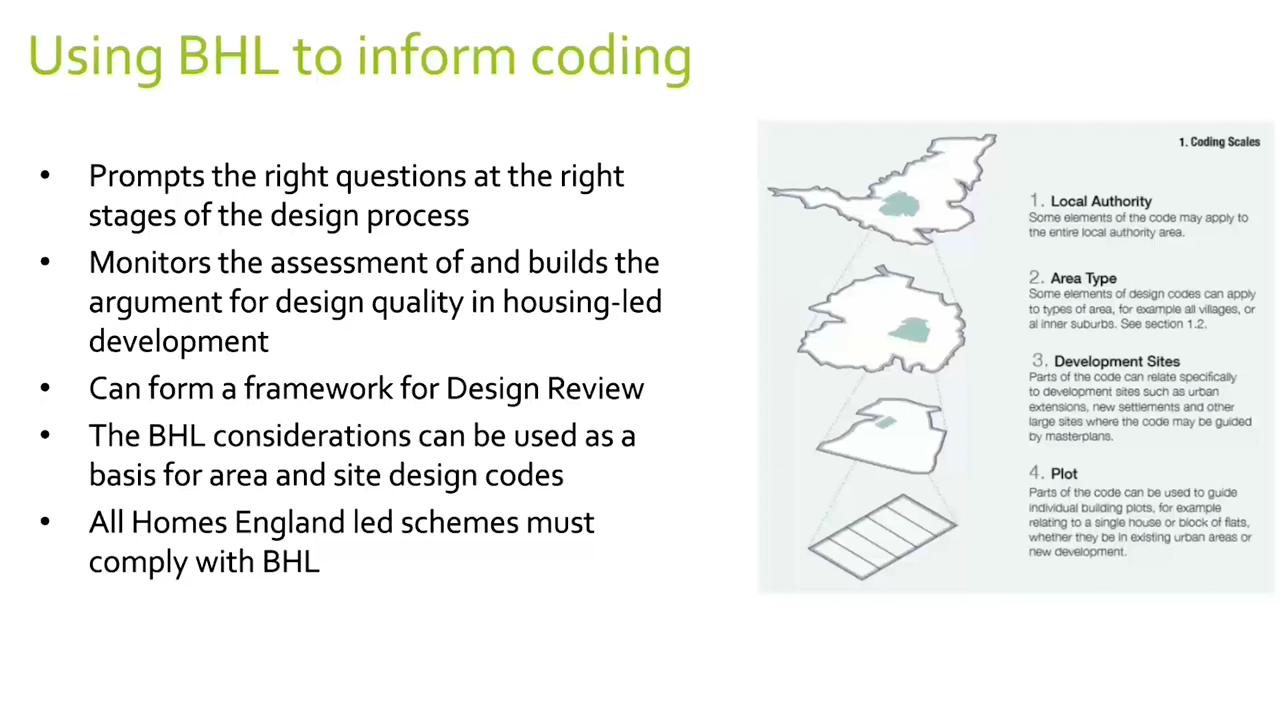 Using BHL to inform coding
• Prompts the right questions at the right
stages of the design process
• Monitors the assessment of and builds the
argument for design quality in housing-led
development
• Can form a framework for Design Review
• The BHL considerations can be used as a
basis for area and site design codes
• All Homes England led schemes must
comply with BHL
1. Coding Scales
1. Local Authority
Some elements of the code may apply to
the entire local authority area.
2. Area Type
Some elements of design codes can apply
to types of area, for example all villages, or
al inner suburbs. See section 1.2.
3. Development Sites
Parts of the code can relate specifically
to development sites such as urban
extensions, new settlements and other
large sites where the code may be guided
by masterplans.
4. Plot
Parts of the code can be used to guide
individual building plots, for example
relating to a single house or block of flats,
whether they be in existing urban areas or
new development.